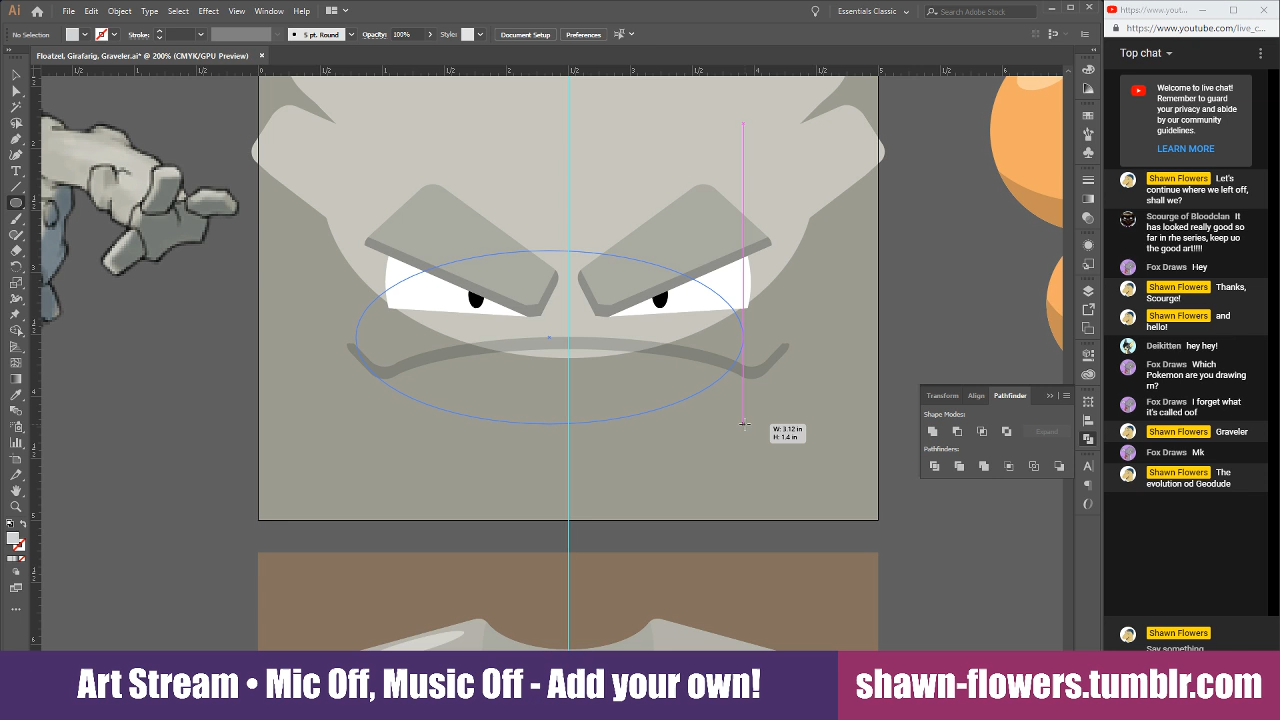 Ai File Edit Object Type Select Effect View Window Help
Essentials Classic
Search Adobe Stock
No Selection
Stroke:
5 pt. Round
Opacity: 100%
Style:
Document Setup
Preferences
Floatzel, Girafarig, Graveler.ai* @ 200% (CMYK/GPU Preview)
W: 3.12 in
H: 1.4 in
Transform Align Pathfinder
Shape Modes:
Expand
Pathfinders:
https://www.youtube.com/live_c...
Top chat
Welcome to live chat!
Remember to guard
your privacy and abide
by our community
guidelines.
LEARN MORE
Shawn Flowers Let's
continue where we left off,
shall we?
Scourge of Bloodclan It
has looked really good so
far in rhe series, keep uo
the good art!!!!!
Fox Draws Hey
Shawn Flowers Thanks,
Scourge!
Shawn Flowers and
hello!
Deikitten hey hey!
Fox Draws Which
Pokemon are you drawing
rn?
Fox Draws I forget what
it's called oof
Shawn Flowers Graveler
Fox Draws Mk
Shawn Flowers The
evolution od Geodude
Shawn Flowers
Say something...
Art Stream • Mic Off, Music Off - Add your own!
shawn-flowers.tumblr.com